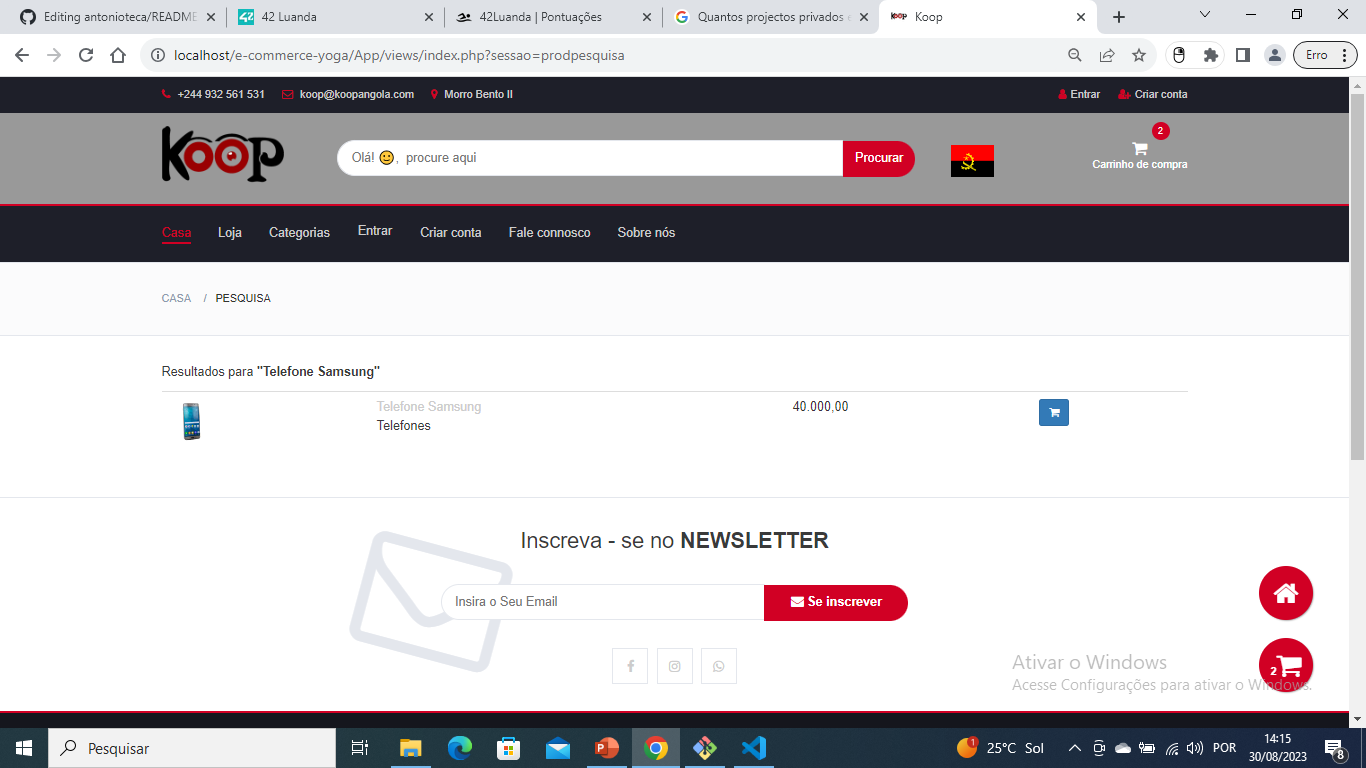 Editing antonioteca/README
42 Luanda
42Luanda | Pontuações
Quantos projectos privados e
Koop
localhost/e-commerce-yoga/App/views/index.php?sessao=prodpesquisa
Erro
+244 932 561 531
koop@koopangola.com
Morro Bento II
Entrar
Criar conta
Koop
Olá! 🙂, procure aqui
Procurar
2
Carrinho de compra
Casa
Loja
Categorias
Entrar
Criar conta
Fale connosco
Sobre nós
CASA / PESQUISA
Resultados para "Telefone Samsung"
Telefone Samsung
40.000,00
Telefones
Inscreva - se no NEWSLETTER
Insira o Seu Email
Se inscrever
2
Ativar o Windows
Acesse Configurações para ativar o Windows.
Pesquisar
1
25°C Sol
POR
14:15
30/08/2023
8